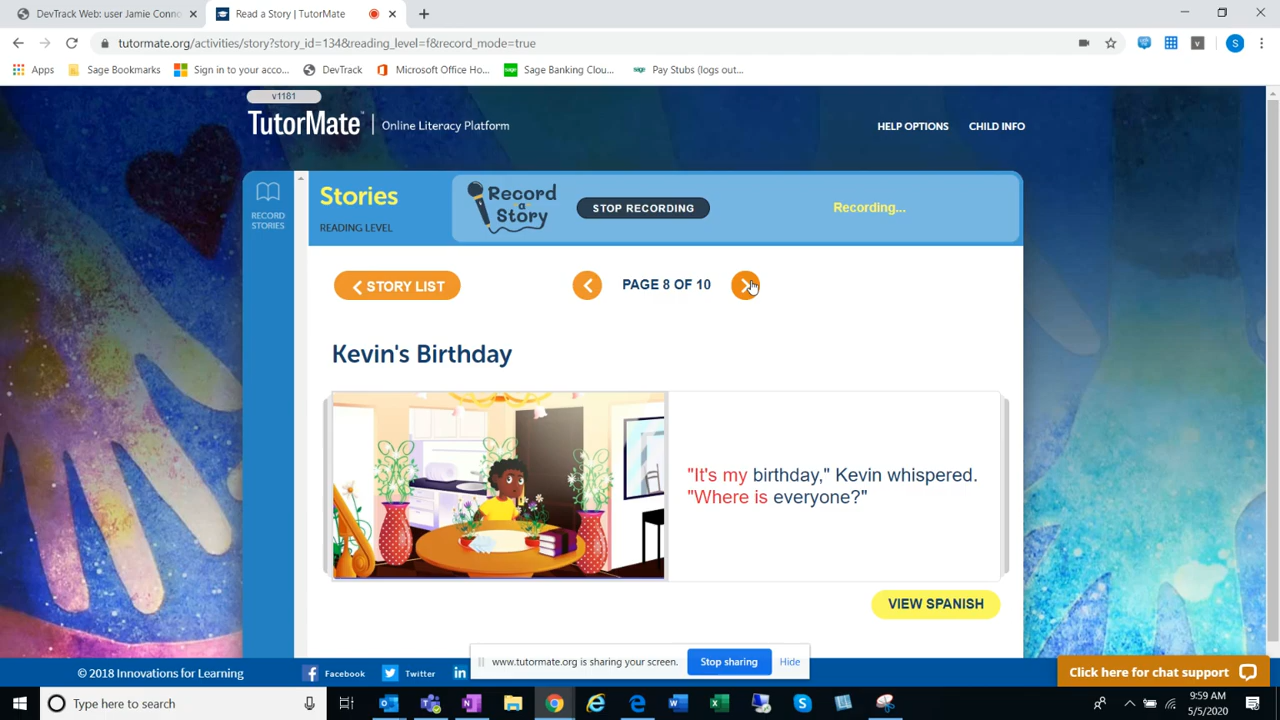 DevTrack Web: user Jamie Conno
Read a Story | TutorMate
tutormate.org/activities/story?story_id=134&reading_level=f&record_mode=true
S
Apps
Sage Bookmarks
Sign in to your acco...
DevTrack
Microsoft Office Ho...
sage
Sage Banking Clou...
sage
Pay Stubs (logs out...
v1181
TutorMate
Online Literacy Platform
HELP OPTIONS
CHILD INFO
RECORD
STORIES
Stories
READING LEVEL
Record
a
Story
STOP RECORDING
Recording...
STORY LIST
PAGE 8 OF 10
Kevin's Birthday
"It's my birthday," Kevin whispered.
"Where is everyone?"
VIEW SPANISH
www.tutormate.org is sharing your screen.
Stop sharing
Hide
© 2018 Innovations for Learning
Facebook
Twitter
in
Click here for chat support
Type here to search
9:59 AM
5/5/2020